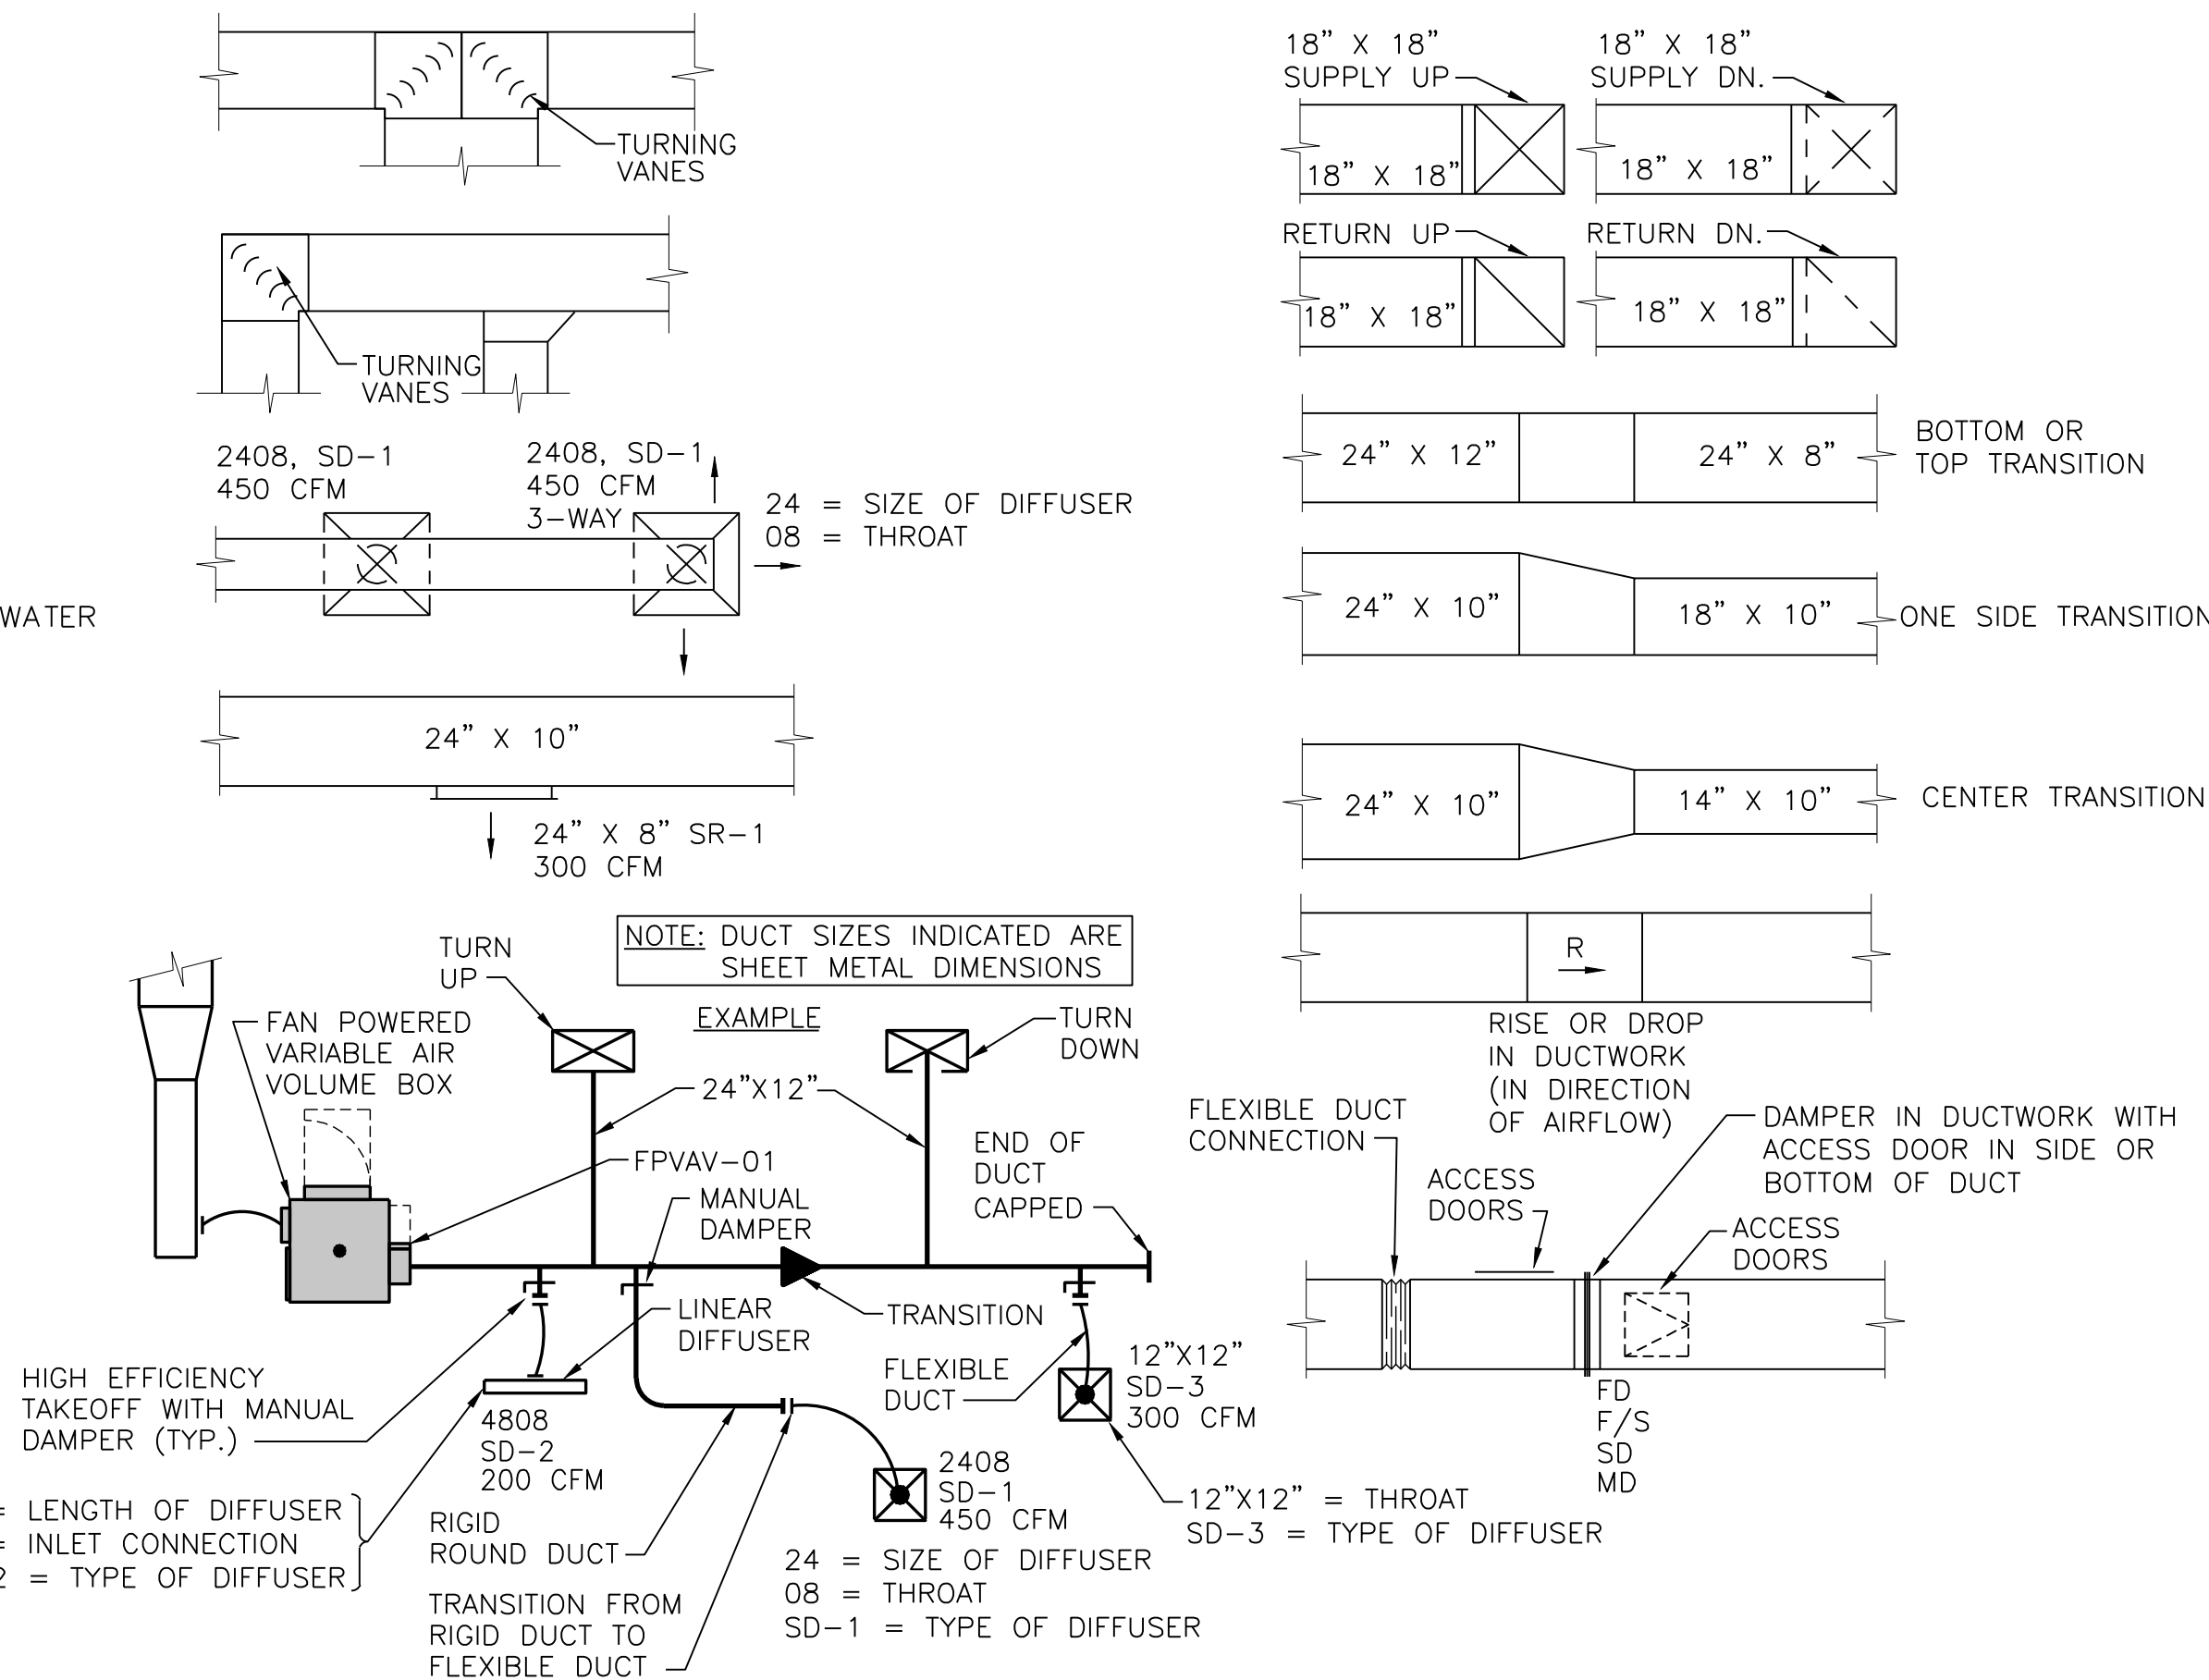 TURNING
VANES
TURNING
VANES
2408, SD-1
450 CFM
2408, SD-1
450 CFM
3-WAY
24 = SIZE OF DIFFUSER
08 = THROAT
WATER
24" X 10"
24" X 8" SR-1
300 CFM
18" X 18"
SUPPLY UP
18" X 18"
18" X 18"
SUPPLY DN.
18" X 18"
RETURN UP
18" X 18"
RETURN DN.
18" X 18"
24" X 12"
24" X 8"
BOTTOM OR
TOP TRANSITION
24" X 10"
18" X 10"
ONE SIDE TRANSITION
24" X 10"
14" X 10"
CENTER TRANSITION
R
RISE OR DROP
IN DUCTWORK
(IN DIRECTION
OF AIRFLOW)
NOTE: DUCT SIZES INDICATED ARE
SHEET METAL DIMENSIONS
EXAMPLE
TURN
UP
TURN
DOWN
FAN POWERED
VARIABLE AIR
VOLUME BOX
24"X12"
FPVAV-01
MANUAL
DAMPER
END OF
DUCT
CAPPED
LINEAR
DIFFUSER
TRANSITION
FLEXIBLE
DUCT
12"X12"
SD-3
300 CFM
HIGH EFFICIENCY
TAKEOFF WITH MANUAL
DAMPER (TYP.)
4808
SD-2
200 CFM
2408
SD-1
450 CFM
= LENGTH OF DIFFUSER
= INLET CONNECTION
2 = TYPE OF DIFFUSER
RIGID
ROUND DUCT
TRANSITION FROM
RIGID DUCT TO
FLEXIBLE DUCT
24 = SIZE OF DIFFUSER
08 = THROAT
SD-1 = TYPE OF DIFFUSER
12"X12" = THROAT
SD-3 = TYPE OF DIFFUSER
FLEXIBLE DUCT
CONNECTION
ACCESS
DOORS
DAMPER IN DUCTWORK WITH
ACCESS DOOR IN SIDE OR
BOTTOM OF DUCT
ACCESS
DOORS
FD
F/S
SD
MD